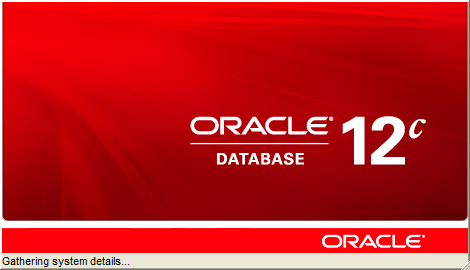 ORACLE®
DATABASE
12c
ORACLE®
Gathering system details...